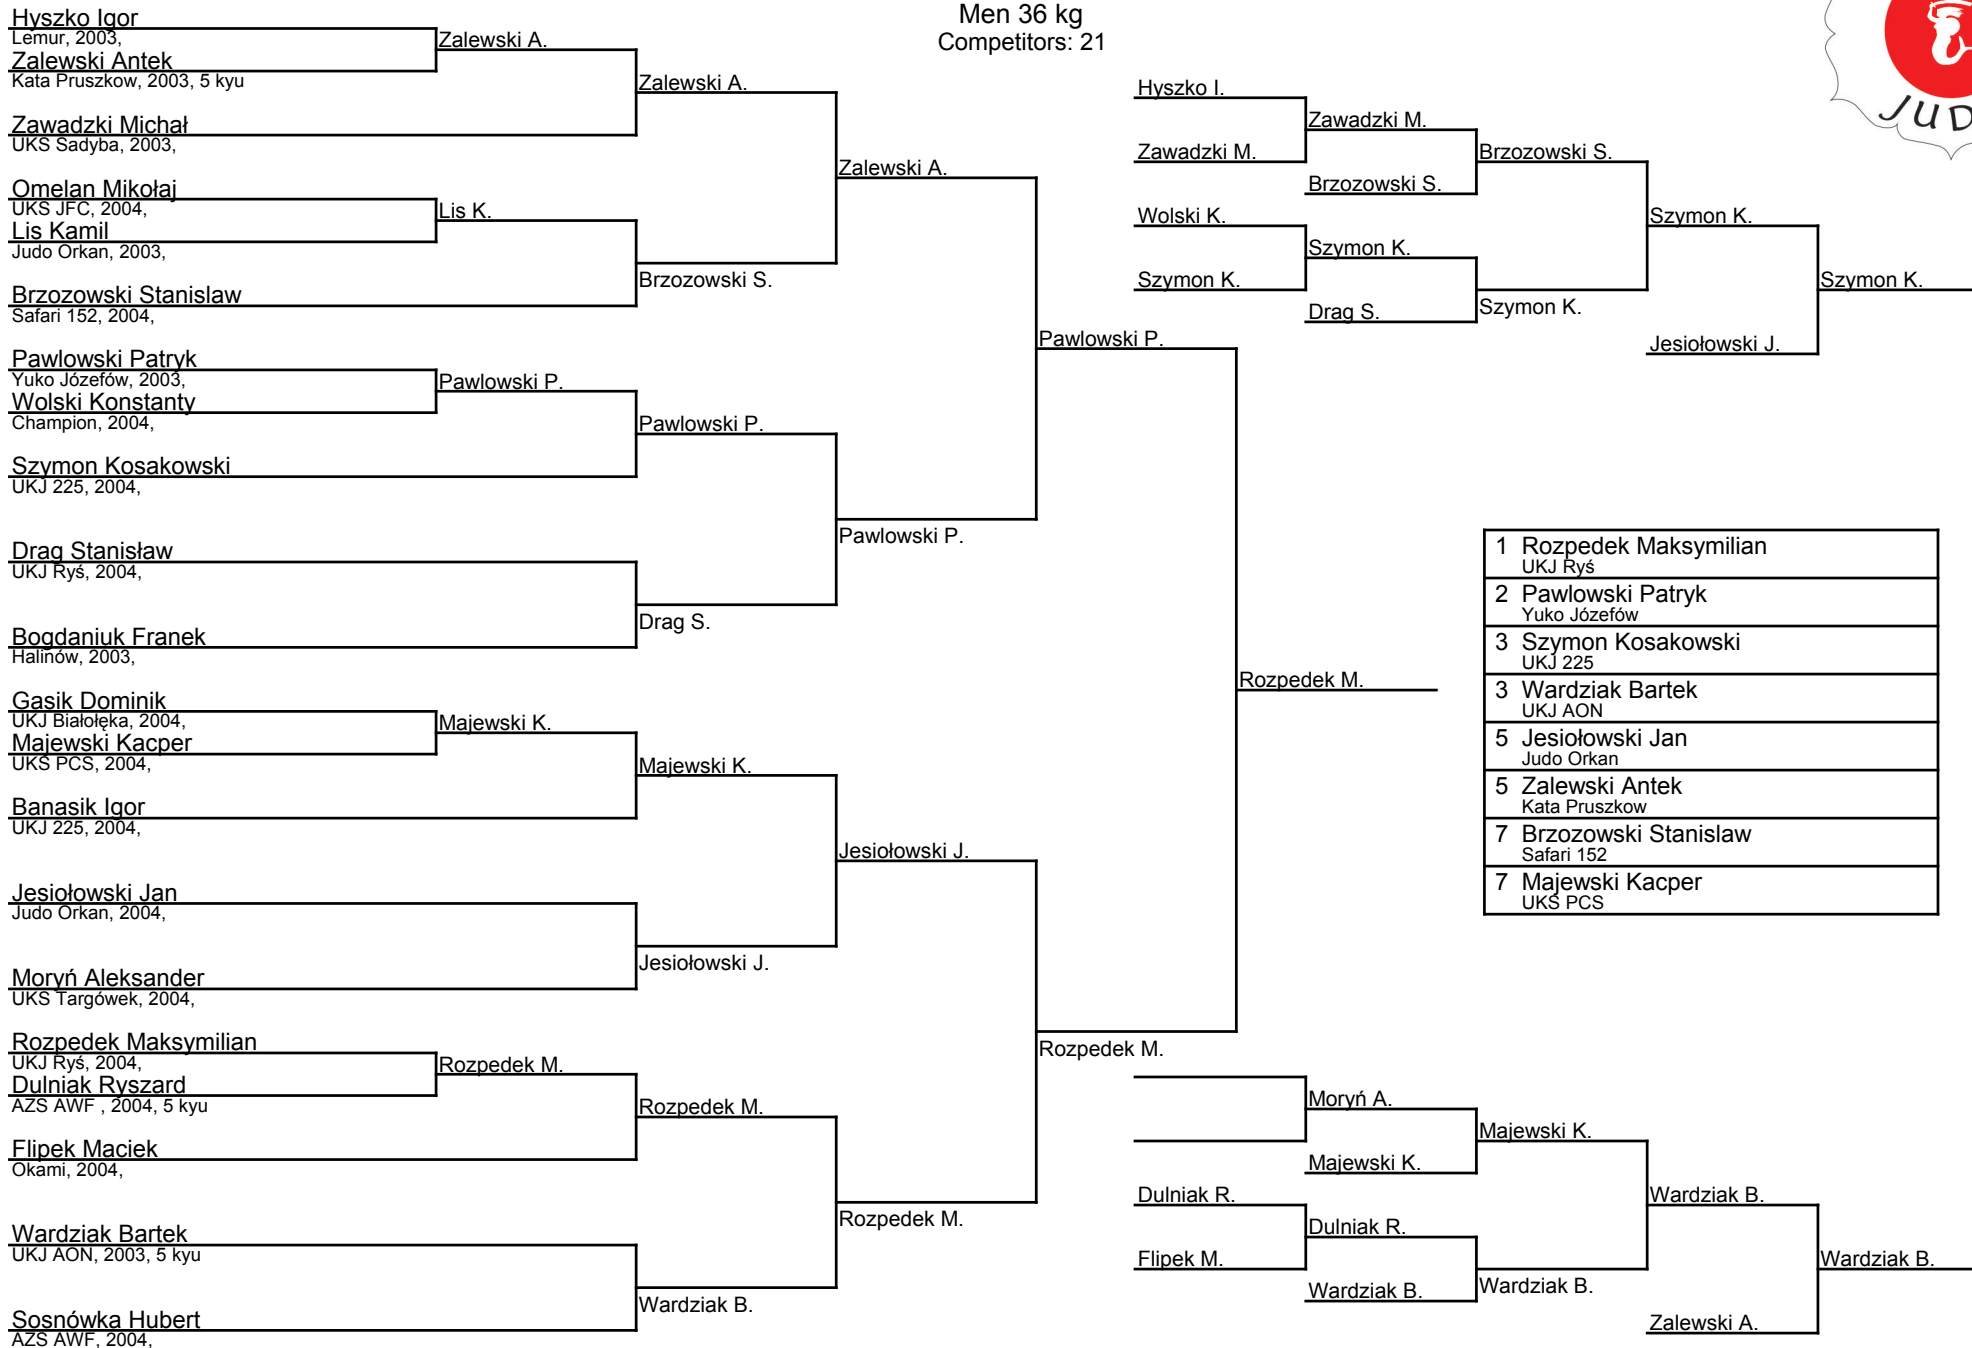 Men 36 kg
Competitors: 21
Hyszko Igor
Lemur, 2003,
Zalewski Antek
Kata Pruszkow, 2003, 5 kyu
Zawadzki Michał
UKS Sadyba, 2003,
Omelan Mikołaj
UKS JFC, 2004,
Lis Kamil
Judo Orkan, 2003,
Brzozowski Stanislaw
Safari 152, 2004,
Pawlowski Patryk
Yuko Józefów, 2003,
Wolski Konstanty
Champion, 2004,
Szymon Kosakowski
UKJ 225, 2004,
Drag Stanisław
UKJ Ryś, 2004,
Bogdaniuk Franek
Halinów, 2003,
Gasik Dominik
UKJ Białołęka, 2004,
Majewski Kacper
UKS PCS, 2004,
Banasik Igor
UKJ 225, 2004,
Jesiołowski Jan
Judo Orkan, 2004,
Moryń Aleksander
UKS Targówek, 2004,
Rozpedek Maksymilian
UKJ Ryś, 2004,
Dulniak Ryszard
AZS AWF , 2004, 5 kyu
Flipek Maciek
Okami, 2004,
Wardziak Bartek
UKJ AON, 2003, 5 kyu
Sosnówka Hubert
AZS AWF, 2004,
Zalewski A.
Lis K.
Pawlowski P.
Majewski K.
Rozpedek M.
Zalewski A.
Brzozowski S.
Pawlowski P.
Drag S.
Majewski K.
Jesiołowski J.
Rozpedek M.
Wardziak B.
Zalewski A.
Pawlowski P.
Jesiołowski J.
Rozpedek M.
Pawlowski P.
Rozpedek M.
Rozpedek M.
Hyszko I.
Zawadzki M.
Wolski K.
Szymon K.
Zawadzki M.
Brzozowski S.
Szymon K.
Drag S.
Brzozowski S.
Szymon K.
Szymon K.
Jesiołowski J.
Szymon K.
1 Rozpedek Maksymilian
UKJ Ryś
2 Pawlowski Patryk
Yuko Józefów
3 Szymon Kosakowski
UKJ 225
3 Wardziak Bartek
UKJ AON
5 Jesiołowski Jan
Judo Orkan
5 Zalewski Antek
Kata Pruszkow
7 Brzozowski Stanislaw
Safari 152
7 Majewski Kacper
UKS PCS
Dulniak R.
Flipek M.
Moryń A.
Majewski K.
Dulniak R.
Wardziak B.
Majewski K.
Wardziak B.
Wardziak B.
Zalewski A.
Wardziak B.